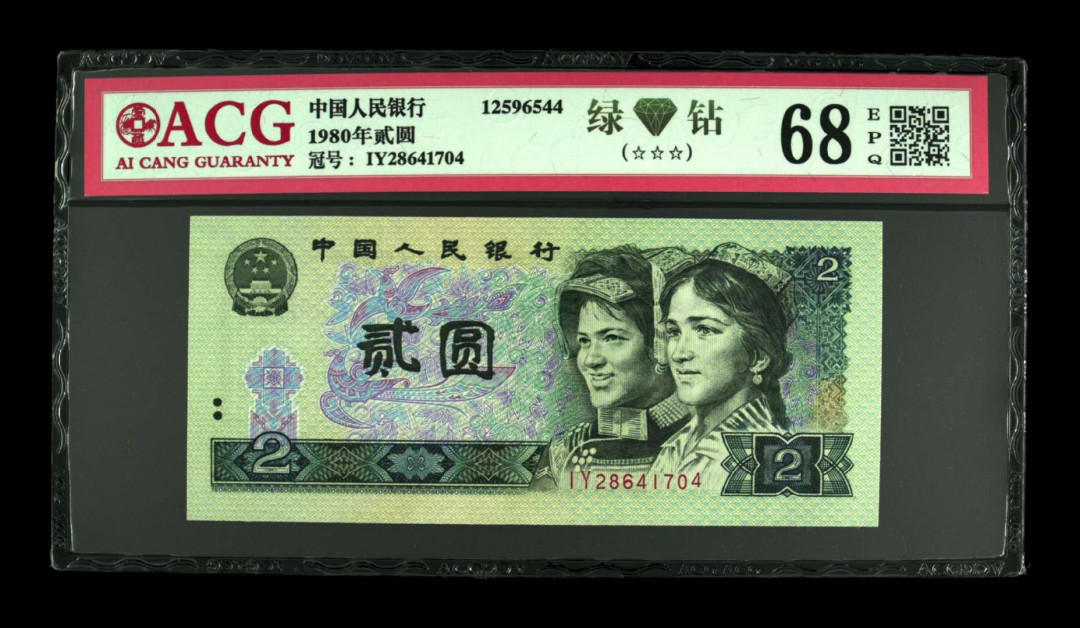 ACG
AI CANG GUARANTY
中国人民银行
1980年贰圆
冠号：IY28641704
12596544
绿 钻
(☆☆☆)
68
EPQ
中国人民银行
贰圆
2
2
2
IY28641704